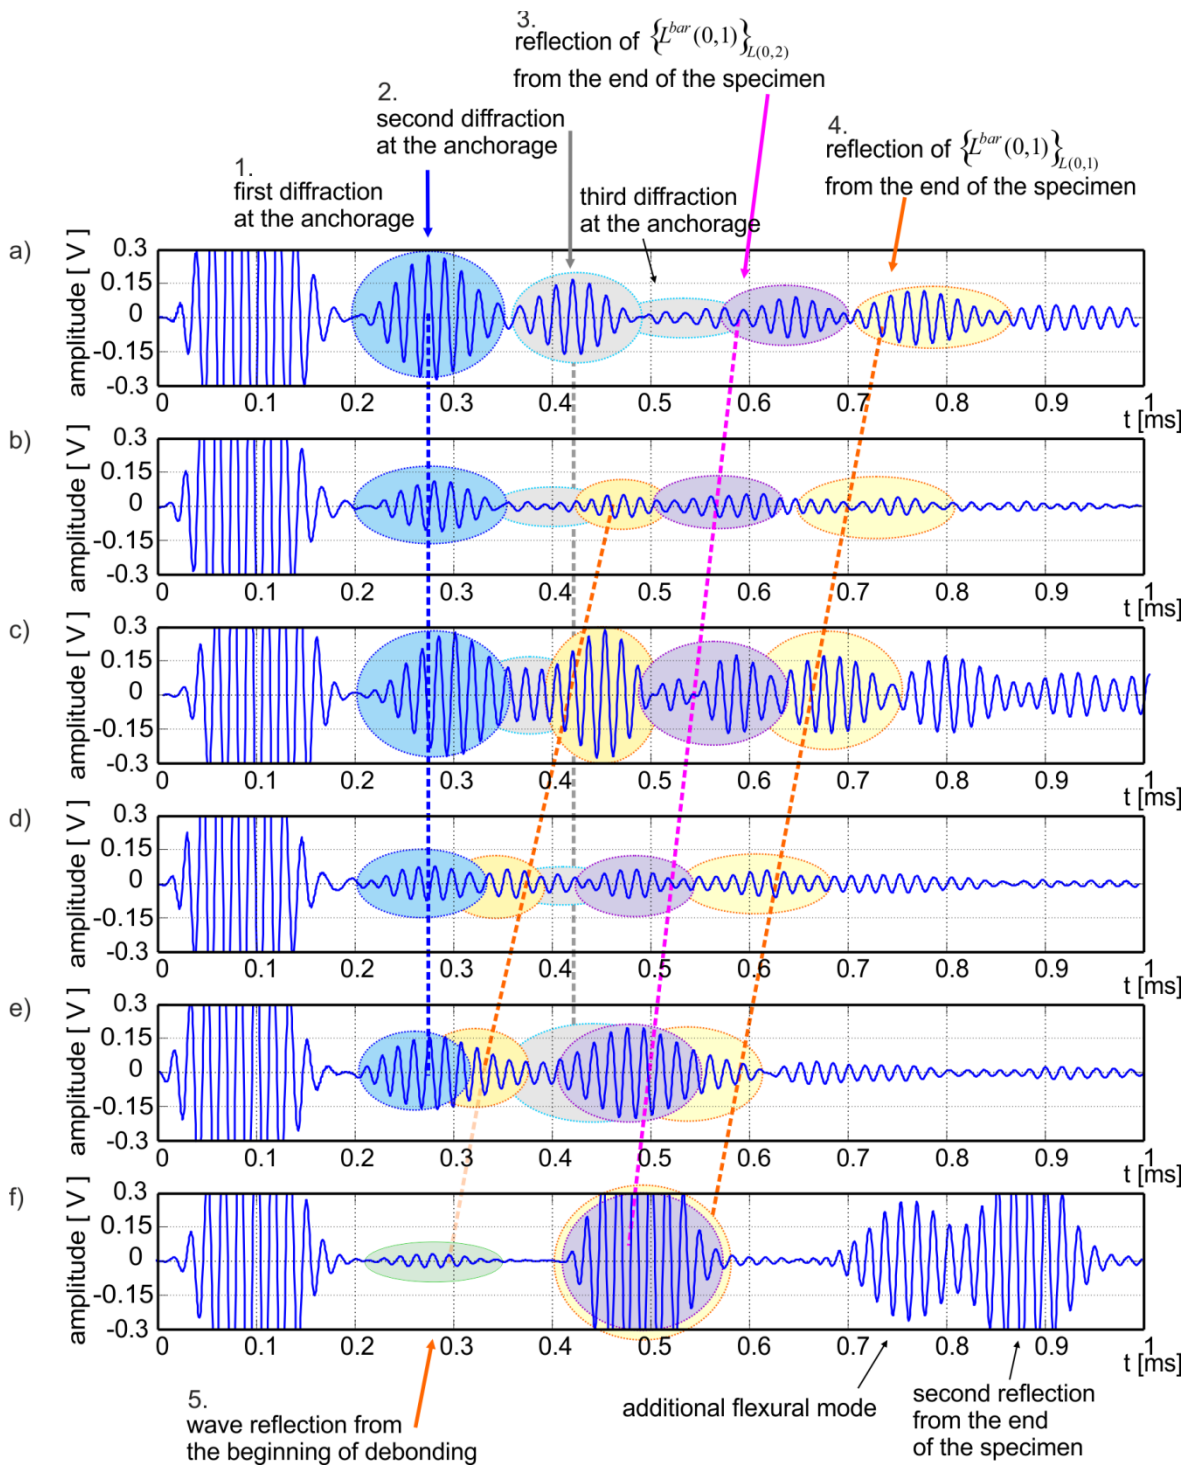 3.
reflection of {L^bar(0,1)}_L(0,2)
from the end of the specimen
2.
second diffraction
at the anchorage
4.
reflection of {L^bar(0,1)}_L(0,1)
from the end of the specimen
1.
first diffraction
at the anchorage
third diffraction
at the anchorage
a)
amplitude [ V ]
0.3
0.15
0
-0.15
-0.3
0 0.1 0.2 0.3 0.4 0.5 0.6 0.7 0.8 0.9 1
t [ms]
b)
amplitude [ V ]
0.3
0.15
0
-0.15
-0.3
0 0.1 0.2 0.3 0.4 0.5 0.6 0.7 0.8 0.9 1
t [ms]
c)
amplitude [ V ]
0.3
0.15
0
-0.15
-0.3
0 0.1 0.2 0.3 0.4 0.5 0.6 0.7 0.8 0.9 1
t [ms]
d)
amplitude [ V ]
0.3
0.15
0
-0.15
-0.3
0 0.1 0.2 0.3 0.4 0.5 0.6 0.7 0.8 0.9 1
t [ms]
e)
amplitude [ V ]
0.3
0.15
0
-0.15
-0.3
0 0.1 0.2 0.3 0.4 0.5 0.6 0.7 0.8 0.9 1
t [ms]
f)
amplitude [ V ]
0.3
0.15
0
-0.15
-0.3
0 0.1 0.2 0.3 0.4 0.5 0.6 0.7 0.8 0.9 1
t [ms]
5.
wave reflection from
the beginning of debonding
additional flexural mode
second reflection
from the end
of the specimen